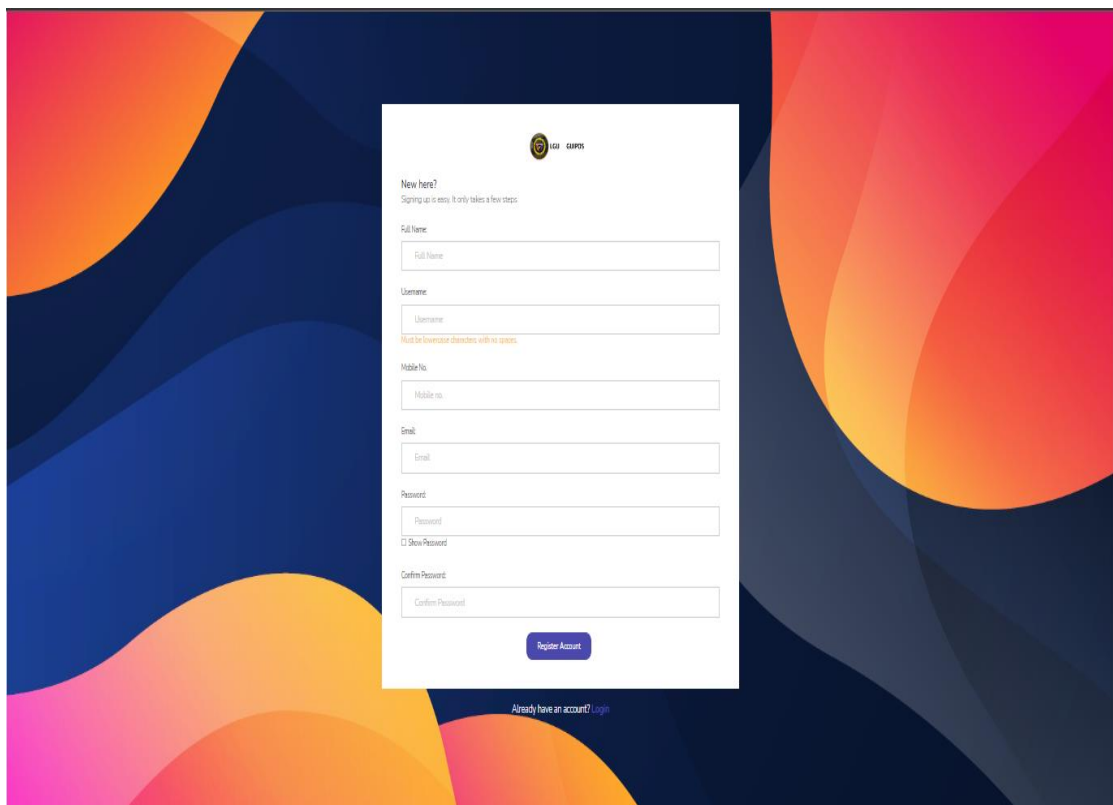 LGU GUIPOS
New here?
Signing up is easy. It only takes a few steps
Full Name:
Full Name
Username:
Username
Must be lowercase characters with no spaces.
Mobile No.
Mobile no.
Email:
Email
Password:
Password
Show Password
Confirm Password:
Confirm Password
Register Account
Already have an account? Login